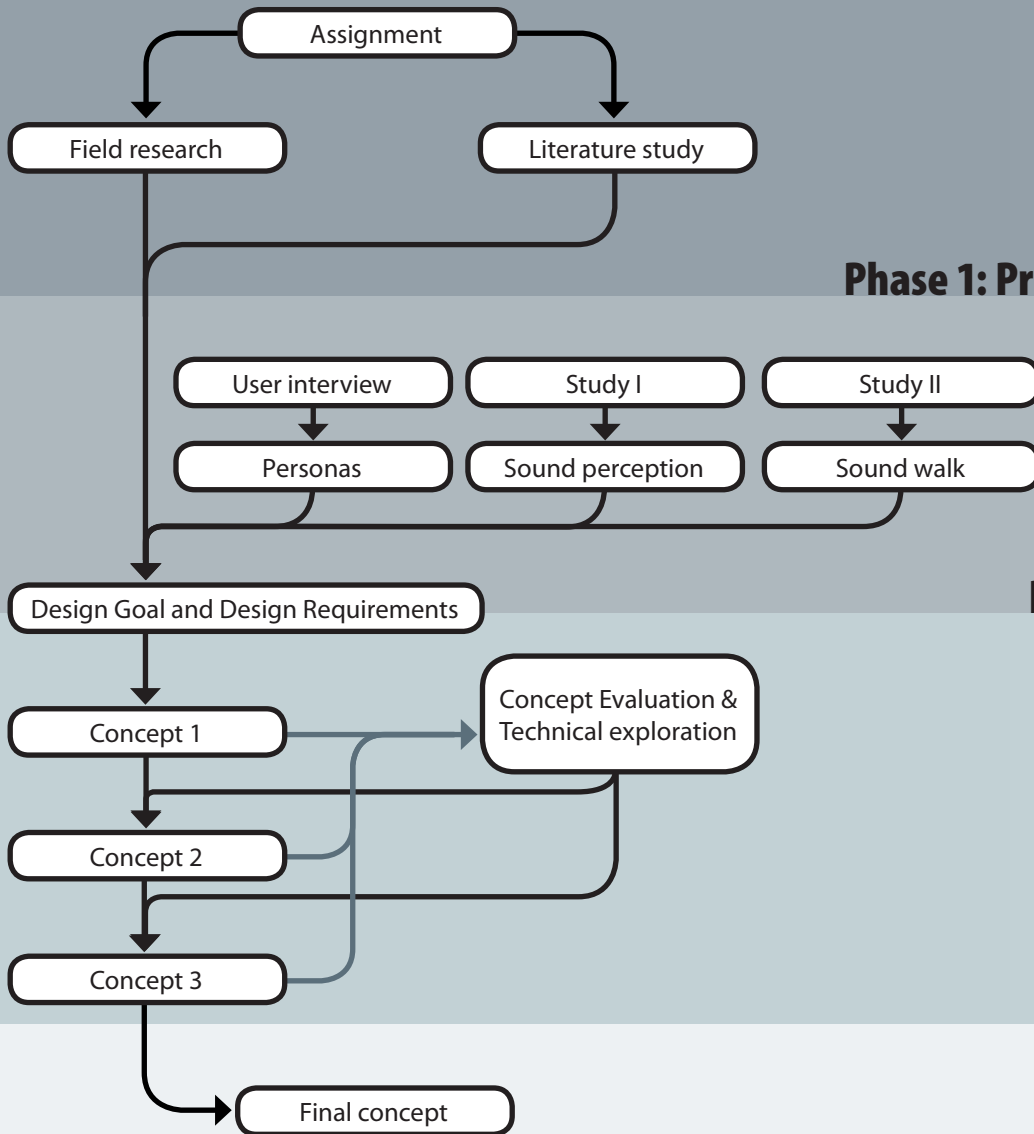 Assignment
Field research
Literature study
Phase 1: Pr
User interview
Study I
Study II
Personas
Sound perception
Sound walk
Design Goal and Design Requirements
Concept Evaluation &
Technical exploration
Concept 1
Concept 2
Concept 3
Final concept